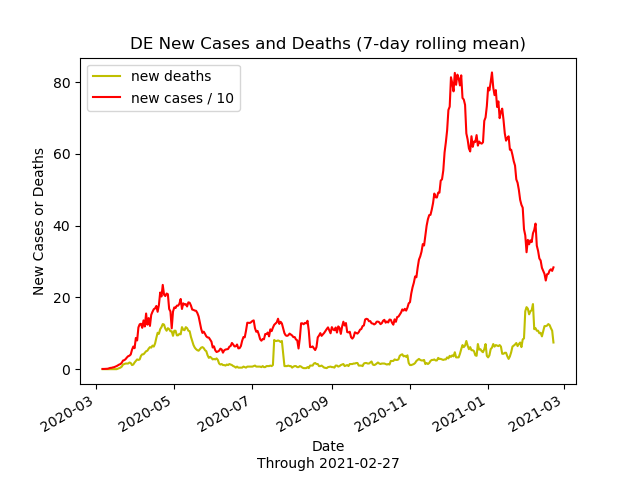 DE New Cases and Deaths (7-day rolling mean)
new deaths
new cases / 10
80
60
40
20
0
New Cases or Deaths
2020-03
2020-05
2020-07
2020-09
2020-11
2021-01
2021-03
Date
Through 2021-02-27